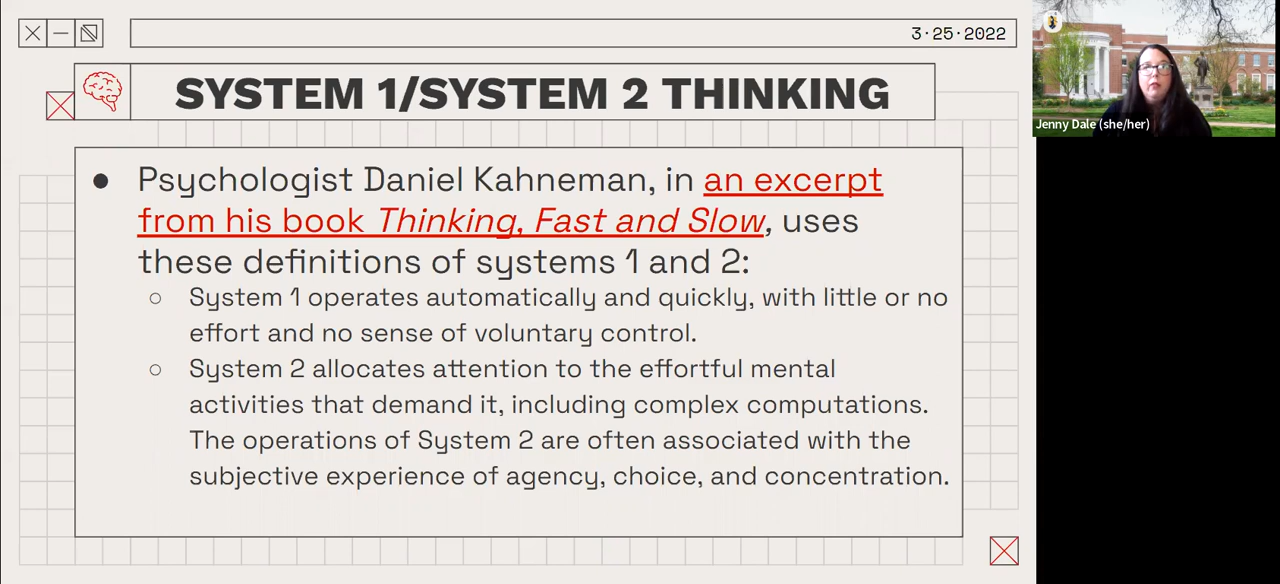 3·25·2022
SYSTEM 1/SYSTEM 2 THINKING
● Psychologist Daniel Kahneman, in an excerpt
from his book Thinking, Fast and Slow, uses
these definitions of systems 1 and 2:
○ System 1 operates automatically and quickly, with little or no
effort and no sense of voluntary control.
○ System 2 allocates attention to the effortful mental
activities that demand it, including complex computations.
The operations of System 2 are often associated with the
subjective experience of agency, choice, and concentration.
Jenny Dale (she/her)